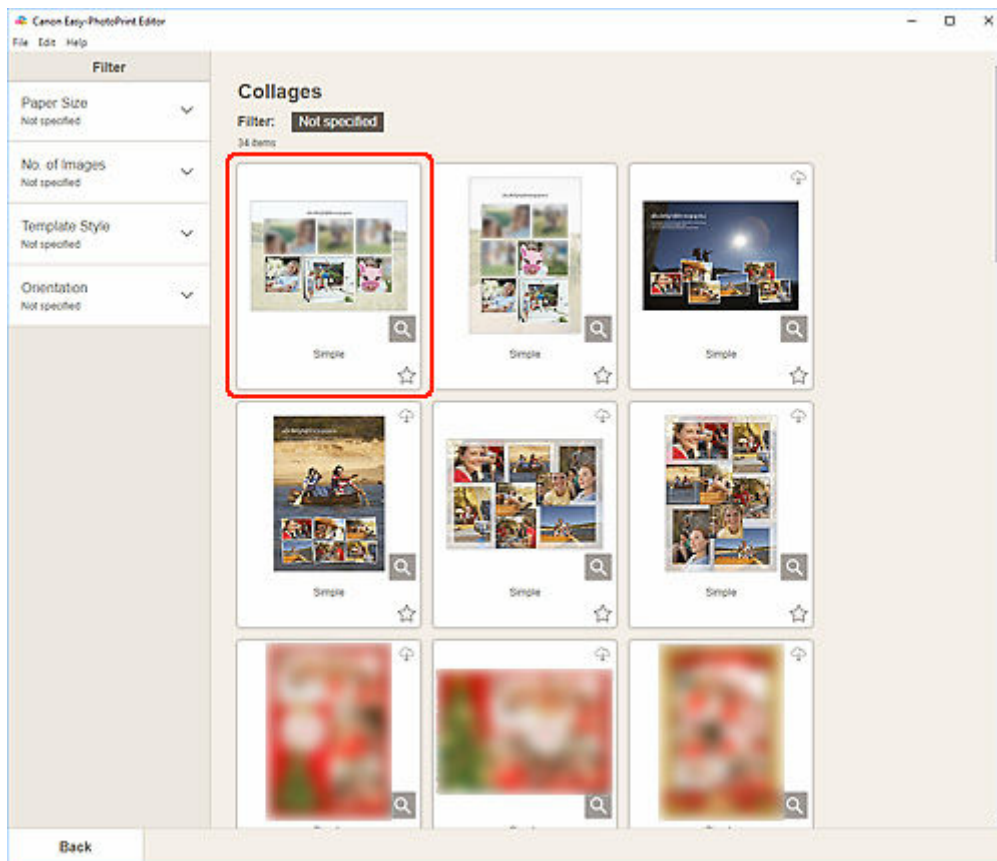 Canon Easy-PhotoPrint Editor
File Edit Help
Filter
Paper Size
Not specified
No. of Images
Not specified
Template Style
Not specified
Orientation
Not specified
Collages
Filter: Not specified
34 items
Simple
Simple
Simple
Simple
Simple
Simple
Back